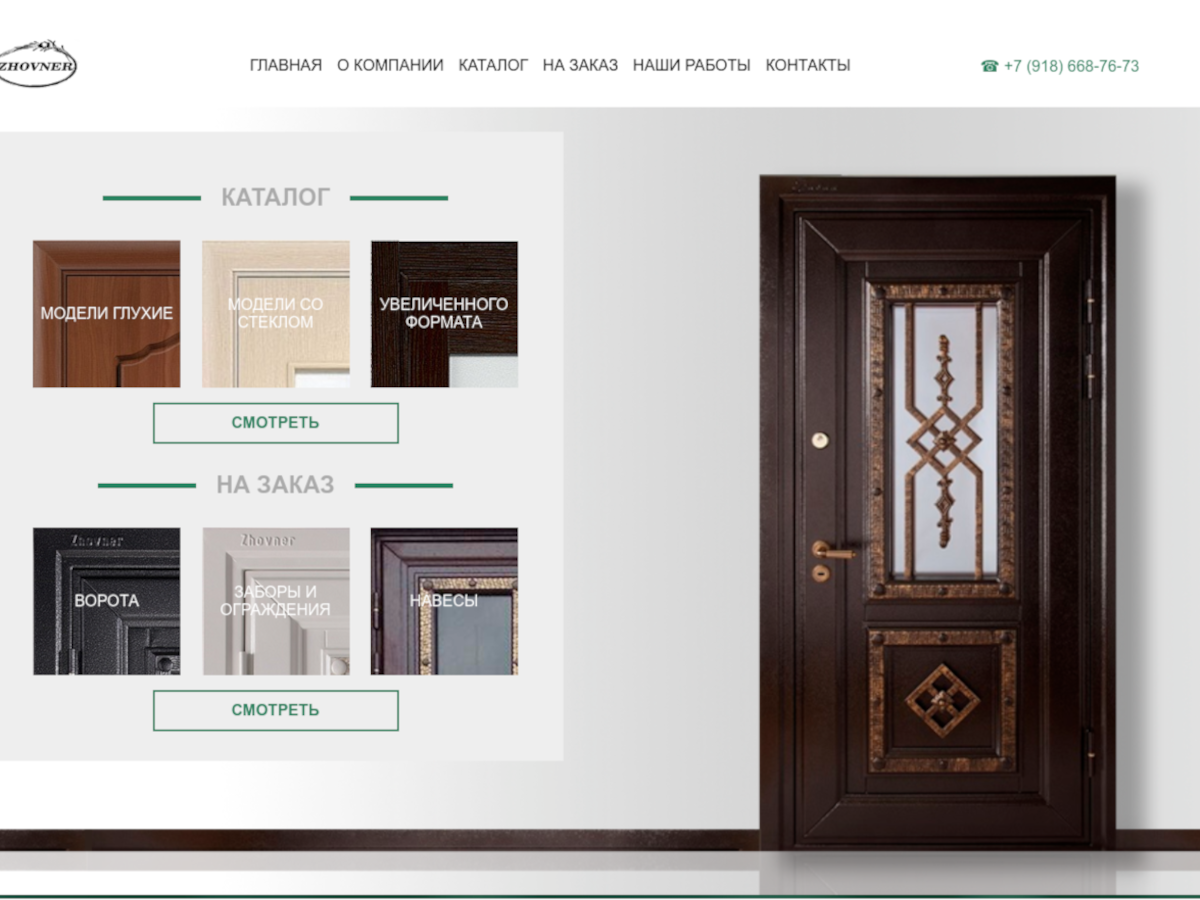 ZHOVNER
ГЛАВНАЯ О КОМПАНИИ КАТАЛОГ НА ЗАКАЗ НАШИ РАБОТЫ КОНТАКТЫ
☎ +7 (918) 668-76-73
КАТАЛОГ
МОДЕЛИ ГЛУХИЕ
МОДЕЛИ СО
СТЕКЛОМ
УВЕЛИЧЕННОГО
ФОРМАТА
СМОТРЕТЬ
НА ЗАКАЗ
Zhovner
ВОРОТА
Zhovner
ЗАБОРЫ И
ОГРАЖДЕНИЯ
НАВЕСЫ
СМОТРЕТЬ